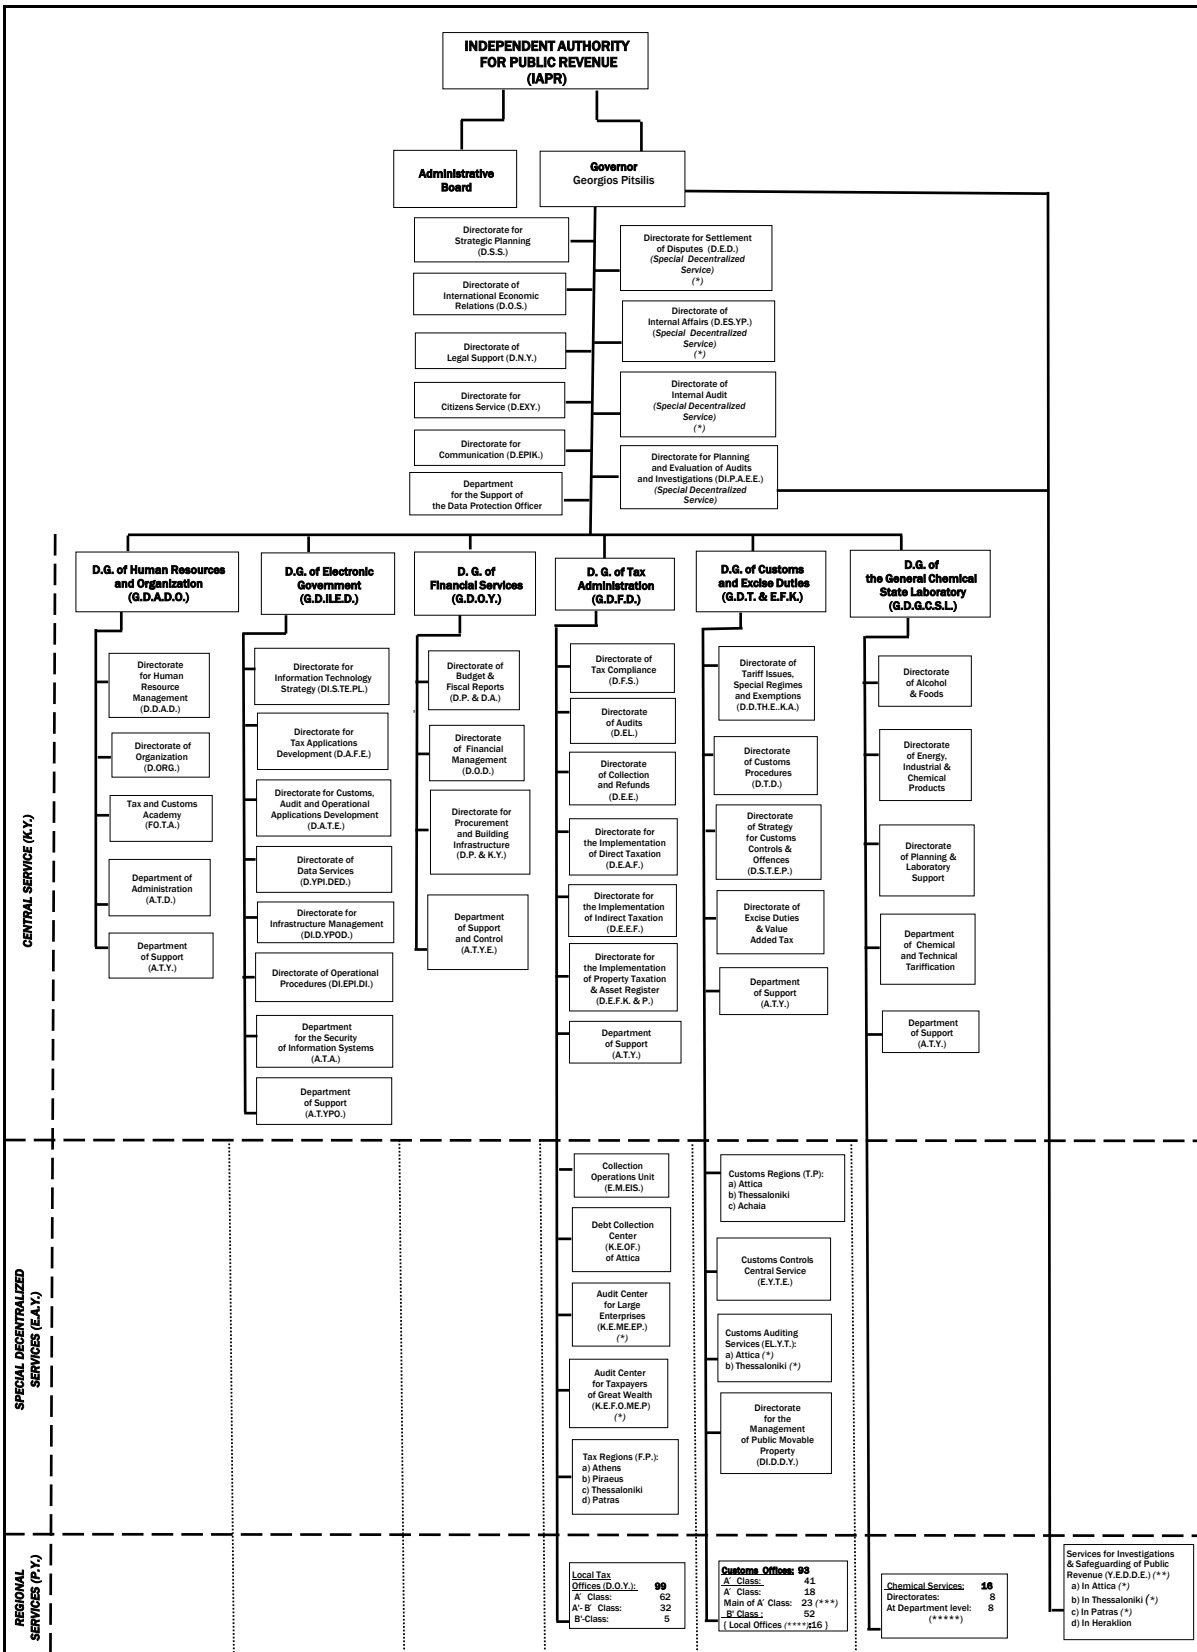 INDEPENDENT AUTHORITY
FOR PUBLIC REVENUE
(IAPR)
Administrative
Board
Governor
Georgios Pitsilis
Directorate for
Strategic Planning
(D.S.S.)
Directorate of
International Economic
Relations (D.O.S.)
Directorate of
Legal Support (D.N.Y.)
Directorate for
Citizens Service (D.EXY.)
Directorate for
Communication (D.EPIK.)
Department
for the Support of
the Data Protection Officer
Directorate for Settlement
of Disputes (D.E.D.)
(Special Decentralized
Service)
(*)
Directorate of
Internal Affairs (D.ES.YP.)
(Special Decentralized
Service)
(*)
Directorate of
Internal Audit
(Special Decentralized
Service)
(*)
Directorate for Planning
and Evaluation of Audits
and Investigations (DI.P.A.E.E.)
(Special Decentralized
Service)
CENTRAL SERVICE (K.Y.)
D.G. of Human Resources
and Organization
(G.D.A.D.O.)
Directorate
for Human
Resource
Management
(D.D.A.D.)
Directorate of
Organization
(D.ORG.)
Tax and Customs
Academy
(FO.T.A.)
Department of
Administration
(A.T.D.)
Department
of Support
(A.T.Y.)
D.G. of Electronic
Government
(G.D.ILE.D.)
Directorate for
Information Technology
Strategy (DI.S.TE.PL.)
Directorate for
Tax Applications
Development (D.A.F.E.)
Directorate for Customs,
Audit and Operational
Applications Development
(D.A.T.E.)
Directorate of
Data Services
(D.YPI.DED.)
Directorate for
Infrastructure Management
(DI.D.YPOD.)
Directorate of Operational
Procedures (DI.EPI.DI.)
Department
for the Security
of Information Systems
(A.T.A.)
Department
of Support
(A.T.YPO.)
D. G. of
Financial Services
(G.D.O.Y.)
Directorate of
Budget &
Fiscal Reports
(D.P. & D.A.)
Directorate
of Financial
Management
(D.O.D.)
Directorate for
Procurement
and Building
Infrastructure
(D.P. & K.Y.)
Department
of Support
and Control
(A.T.Y.E.)
D. G. of Tax
Administration
(G.D.F.D.)
Directorate of
Tax Compliance
(D.F.S.)
Directorate
of Audits
(D.EL.)
Directorate
of Collection
and Refunds
(D.E.E.)
Directorate for
the Implementation
of Direct Taxation
(D.E.A.F.)
Directorate for
the Implementation
of Indirect Taxation
(D.E.E.F.)
Directorate for
the Implementation
of Property Taxation
& Asset Register
(D.E.F.K. & P.)
Department
of Support
(A.T.Y.)
D.G. of Customs
and Excise Duties
(G.D.T. & E.F.K.)
Directorate of
Tariff Issues,
Special Regimes
and Exemptions
(D.D.TH.E..K.A.)
Directorate
of Customs
Procedures
(D.T.D.)
Directorate
of Strategy
for Customs
Controls &
Offences
(D.S.T.E.P.)
Directorate of
Excise Duties
& Value
Added Tax
Department
of Support
(A.T.Y.)
D.G. of
the General Chemical
State Laboratory
(G.D.G.C.S.L.)
Directorate
of Alcohol
& Foods
Directorate
of Energy,
Industrial &
Chemical
Products
Directorate
of Planning &
Laboratory
Support
Department
of Chemical
and Technical
Tariffication
Department
of Support
(A.T.Y.)
SPECIAL DECENTRALIZED
SERVICES (E.A.Y.)
Collection
Operations Unit
(E.M.EIS.)
Debt Collection
Center
(K.E.OF.)
of Attica
Audit Center
for Large
Enterprises
(K.E.ME.EP.)
(*)
Audit Center
for Taxpayers
of Great Wealth
(K.E.F.O.ME.P)
(*)
Tax Regions (F.P.):
a) Athens
b) Piraeus
c) Thessaloniki
d) Patras
Customs Regions (T.P):
a) Attica
b) Thessaloniki
c) Achaia
Customs Controls
Central Service
(E.Y.T.E.)
Customs Auditing
Services (EL.Y.T.):
a) Attica (*)
b) Thessaloniki (*)
Directorate
for the
Management
of Public Movable
Property
(DI.D.D.Y.)
REGIONAL
SERVICES (P.Y.)
Local Tax
Offices (D.O.Y.): 99
A΄ Class: 62
A'- B΄ Class: 32
B'-Class: 5
Customs Offices: 93
A΄ Class: 41
A΄ Class: 18
Main of A΄ Class: 23 (***)
B' Class : 52
{ Local Offices (****):16 }
Chemical Services: 16
Directorates: 8
At Department level: 8
(*****)
Services for Investigations
& Safeguarding of Public
Revenue (Y.E.D.D.E.) (**)
a) In Attica (*)
b) In Thessaloniki (*)
c) In Patras (*)
d) In Heraklion